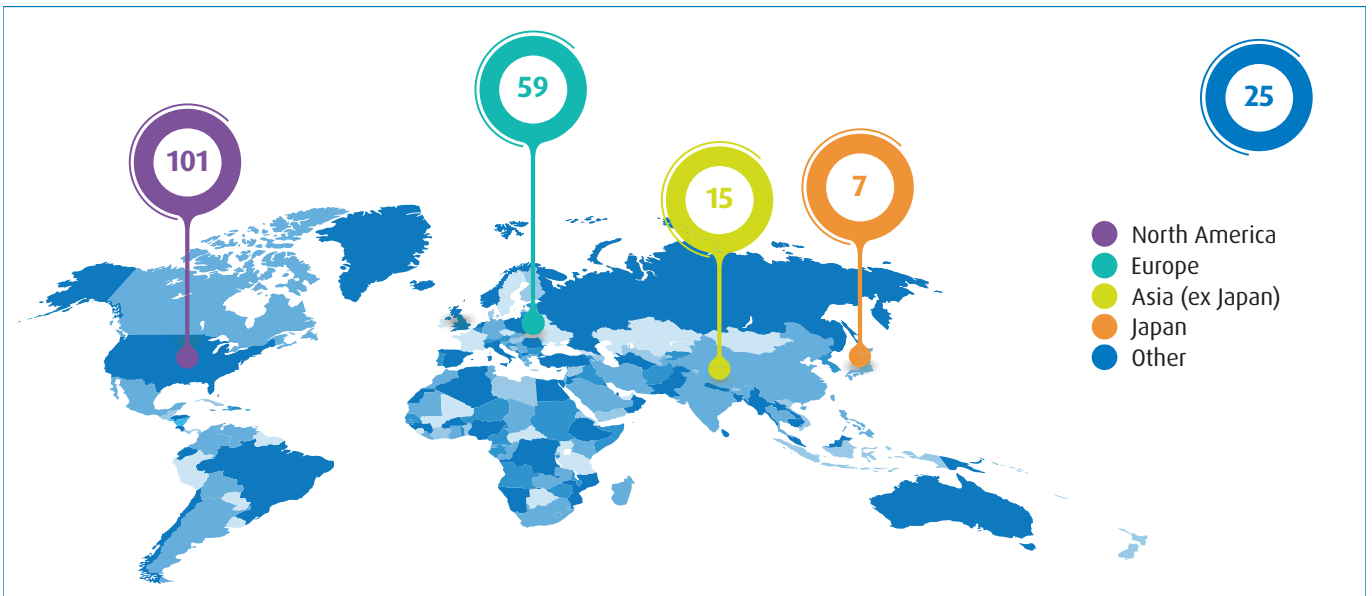 101
59
15
7
25
North America
Europe
Asia (ex Japan)
Japan
Other